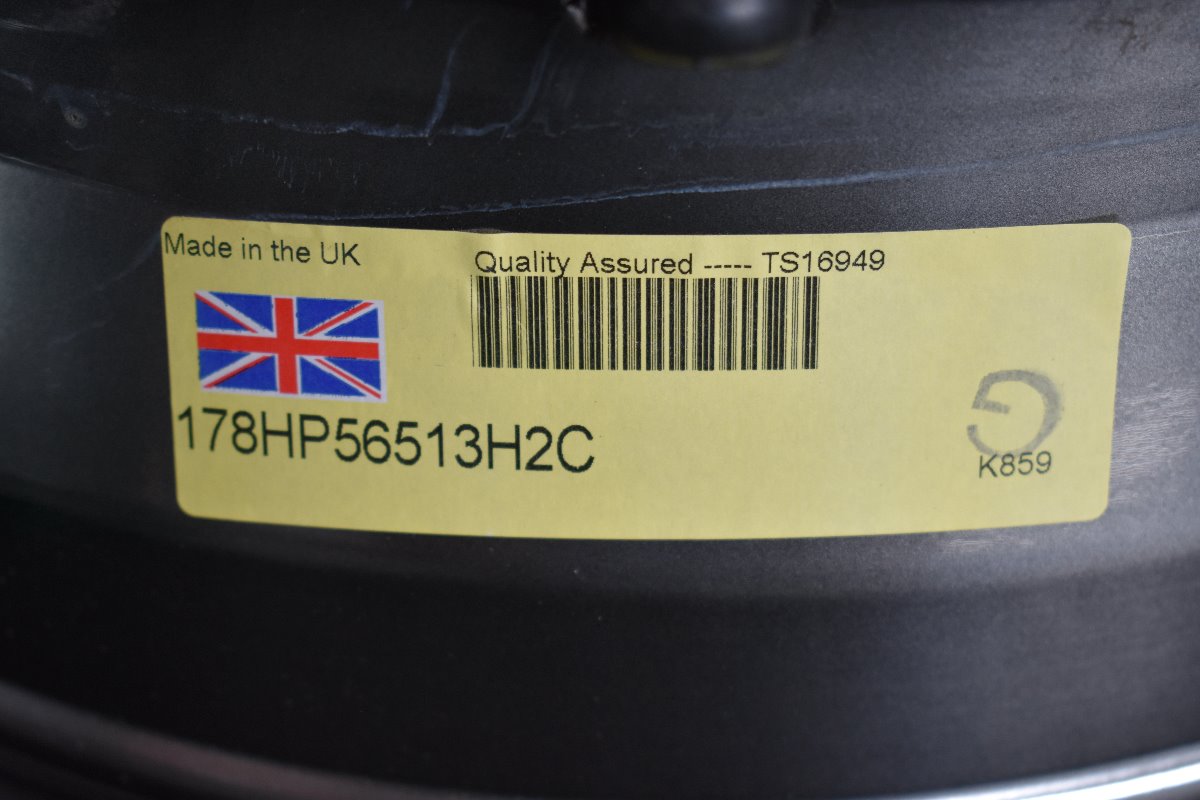 Made in the UK
Quality Assured ----- TS16949
178HP56513H2C
G
K859